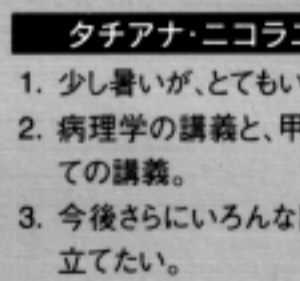 タチアナ・ニコラ
1. 少し暑いが、とてもい
2. 病理学の講義と、甲
ての講義。
3. 今後さらにいろんな
立てたい。